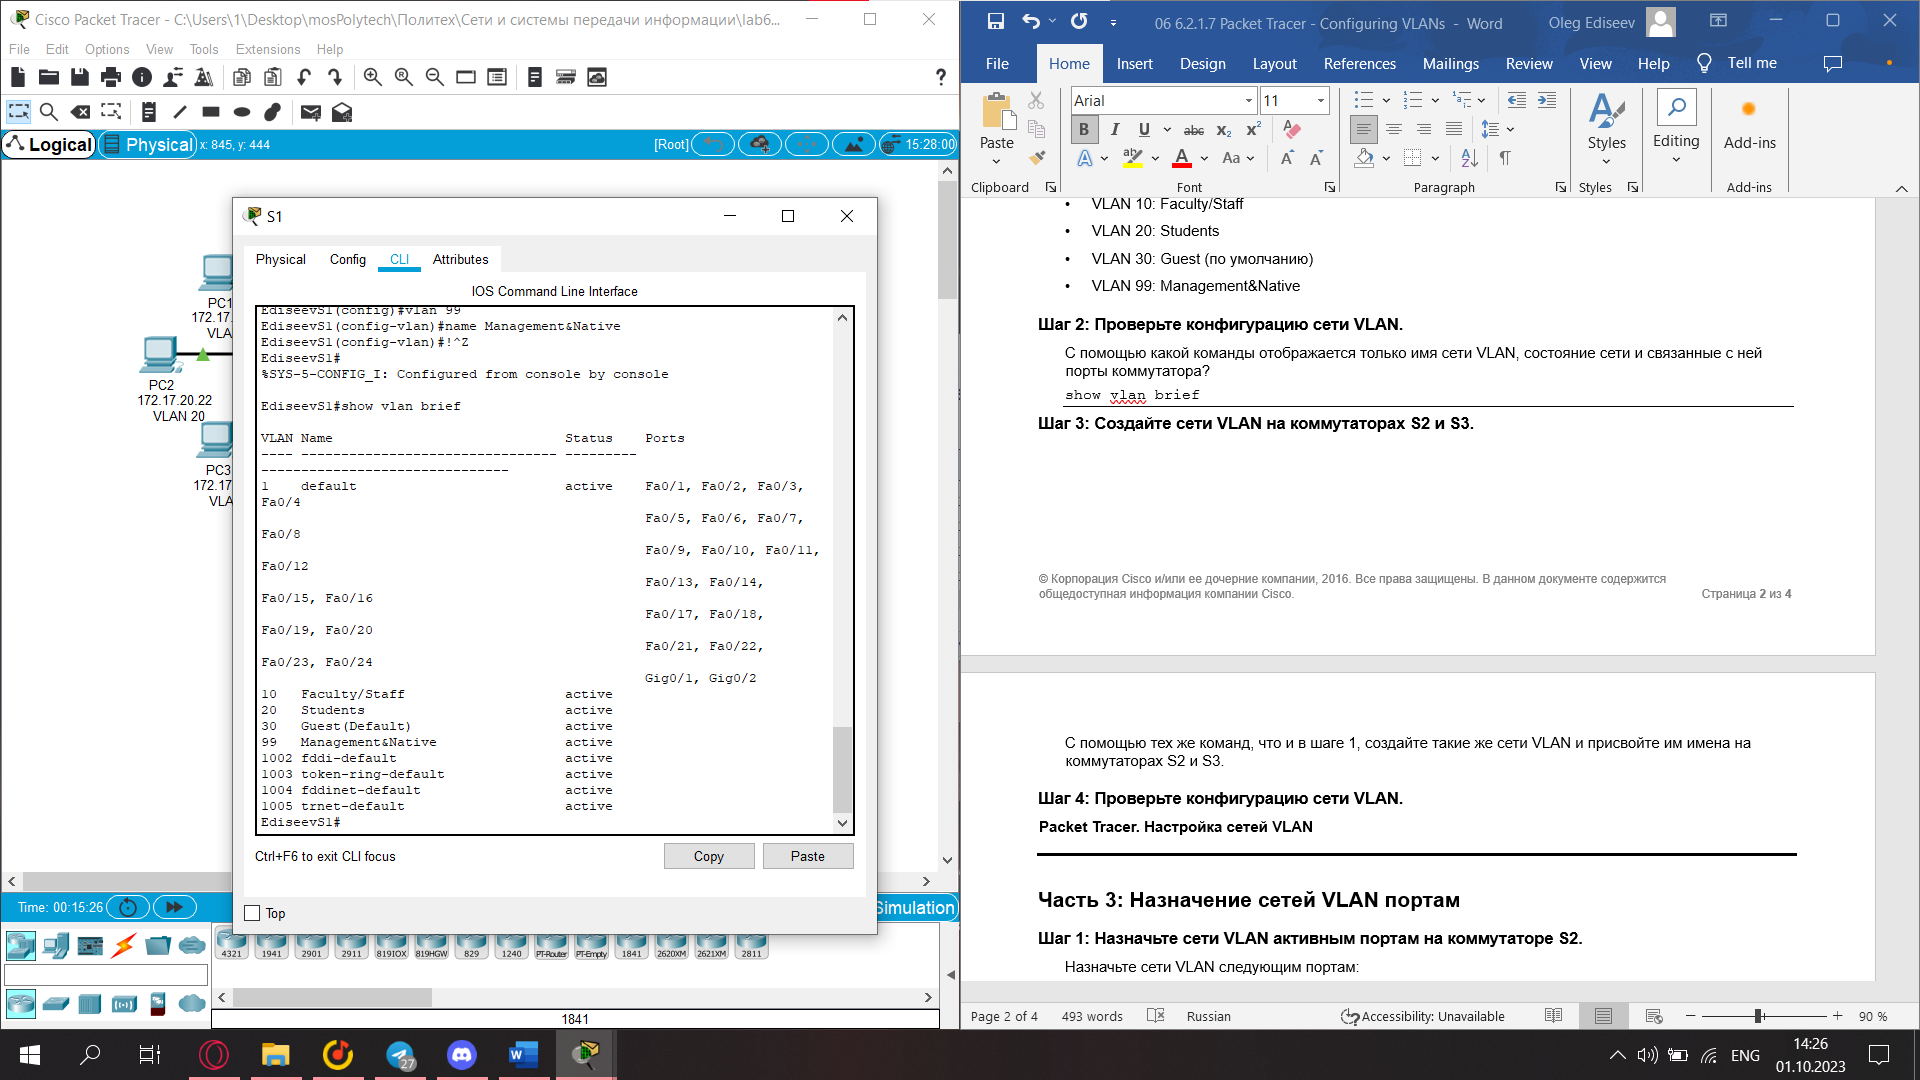 Cisco Packet Tracer - C:\Users\1\Desktop\mosPolytech\Политех\Сети и системы передачи информации\lab6...
File Edit Options View Tools Extensions Help
?
Logical Physical x: 845, y: 444 [Root] 15:28:00
PC1
172.17.
VLA
PC2
172.17.20.22
VLAN 20
PC3
172.17
VLA
S1
Physical Config CLI Attributes
IOS Command Line Interface
EdiseevS1(config)#vlan 99
EdiseevS1(config-vlan)#name Management&Native
EdiseevS1(config-vlan)#!^Z
EdiseevS1#
%SYS-5-CONFIG_I: Configured from console by console
EdiseevS1#show vlan brief
VLAN Name Status Ports
---- -------------------------------- ---------
-------------------------------
1 default active Fa0/1, Fa0/2, Fa0/3,
Fa0/4
Fa0/5, Fa0/6, Fa0/7,
Fa0/8
Fa0/9, Fa0/10, Fa0/11,
Fa0/12
Fa0/13, Fa0/14,
Fa0/15, Fa0/16
Fa0/17, Fa0/18,
Fa0/19, Fa0/20
Fa0/21, Fa0/22,
Fa0/23, Fa0/24
Gig0/1, Gig0/2
10 Faculty/Staff active
20 Students active
30 Guest(Default) active
99 Management&Native active
1002 fddi-default active
1003 token-ring-default active
1004 fddinet-default active
1005 trnet-default active
EdiseevS1#
Ctrl+F6 to exit CLI focus Copy Paste
Top
Time: 00:15:26 Simulation
4321 1941 2901 2911 819IOX 819HGW 829 1240 PT-Router PT-Empty 1841 2620XM 2621XM 2811
1841
06 6.2.1.7 Packet Tracer - Configuring VLANs - Word Oleg Ediseev
File Home Insert Design Layout References Mailings Review View Help Tell me
Paste
Arial 11
B I U abc x2 x2
A A Aa A A
Styles
Editing
Add-ins
Clipboard Font Paragraph Styles Add-ins
• VLAN 10: Faculty/Staff
• VLAN 20: Students
• VLAN 30: Guest (по умолчанию)
• VLAN 99: Management&Native
Шаг 2: Проверьте конфигурацию сети VLAN.
С помощью какой команды отображается только имя сети VLAN, состояние сети и связанные с ней
порты коммутатора?
show vlan brief
Шаг 3: Создайте сети VLAN на коммутаторах S2 и S3.
© Корпорация Cisco и/или ее дочерние компании, 2016. Все права защищены. В данном документе содержится
общедоступная информация компании Cisco. Страница 2 из 4
С помощью тех же команд, что и в шаге 1, создайте такие же сети VLAN и присвойте им имена на
коммутаторах S2 и S3.
Шаг 4: Проверьте конфигурацию сети VLAN.
Packet Tracer. Настройка сетей VLAN
Часть 3: Назначение сетей VLAN портам
Шаг 1: Назначьте сети VLAN активным портам на коммутаторе S2.
Назначьте сети VLAN следующим портам:
Page 2 of 4 493 words Russian Accessibility: Unavailable 90 %
27
ENG
14:26
01.10.2023